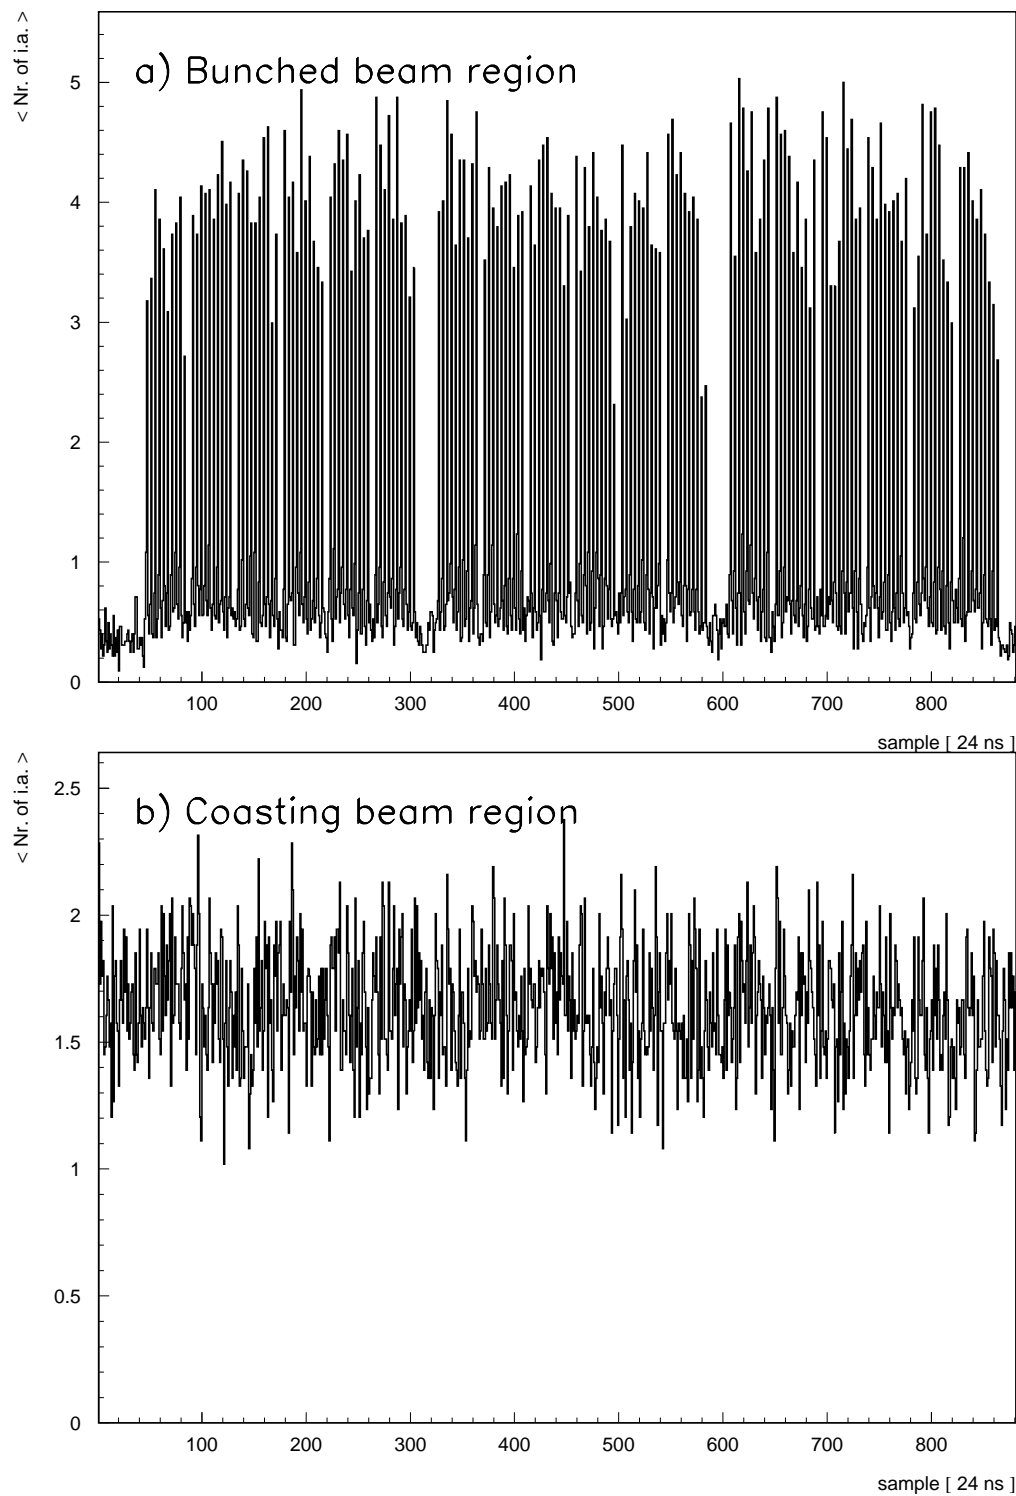 < Nr. of i.a. >
a) Bunched beam region
5
4
3
2
1
0
100 200 300 400 500 600 700 800
sample [ 24 ns ]
< Nr. of i.a. >
b) Coasting beam region
2.5
2
1.5
1
0.5
0
100 200 300 400 500 600 700 800
sample [ 24 ns ]